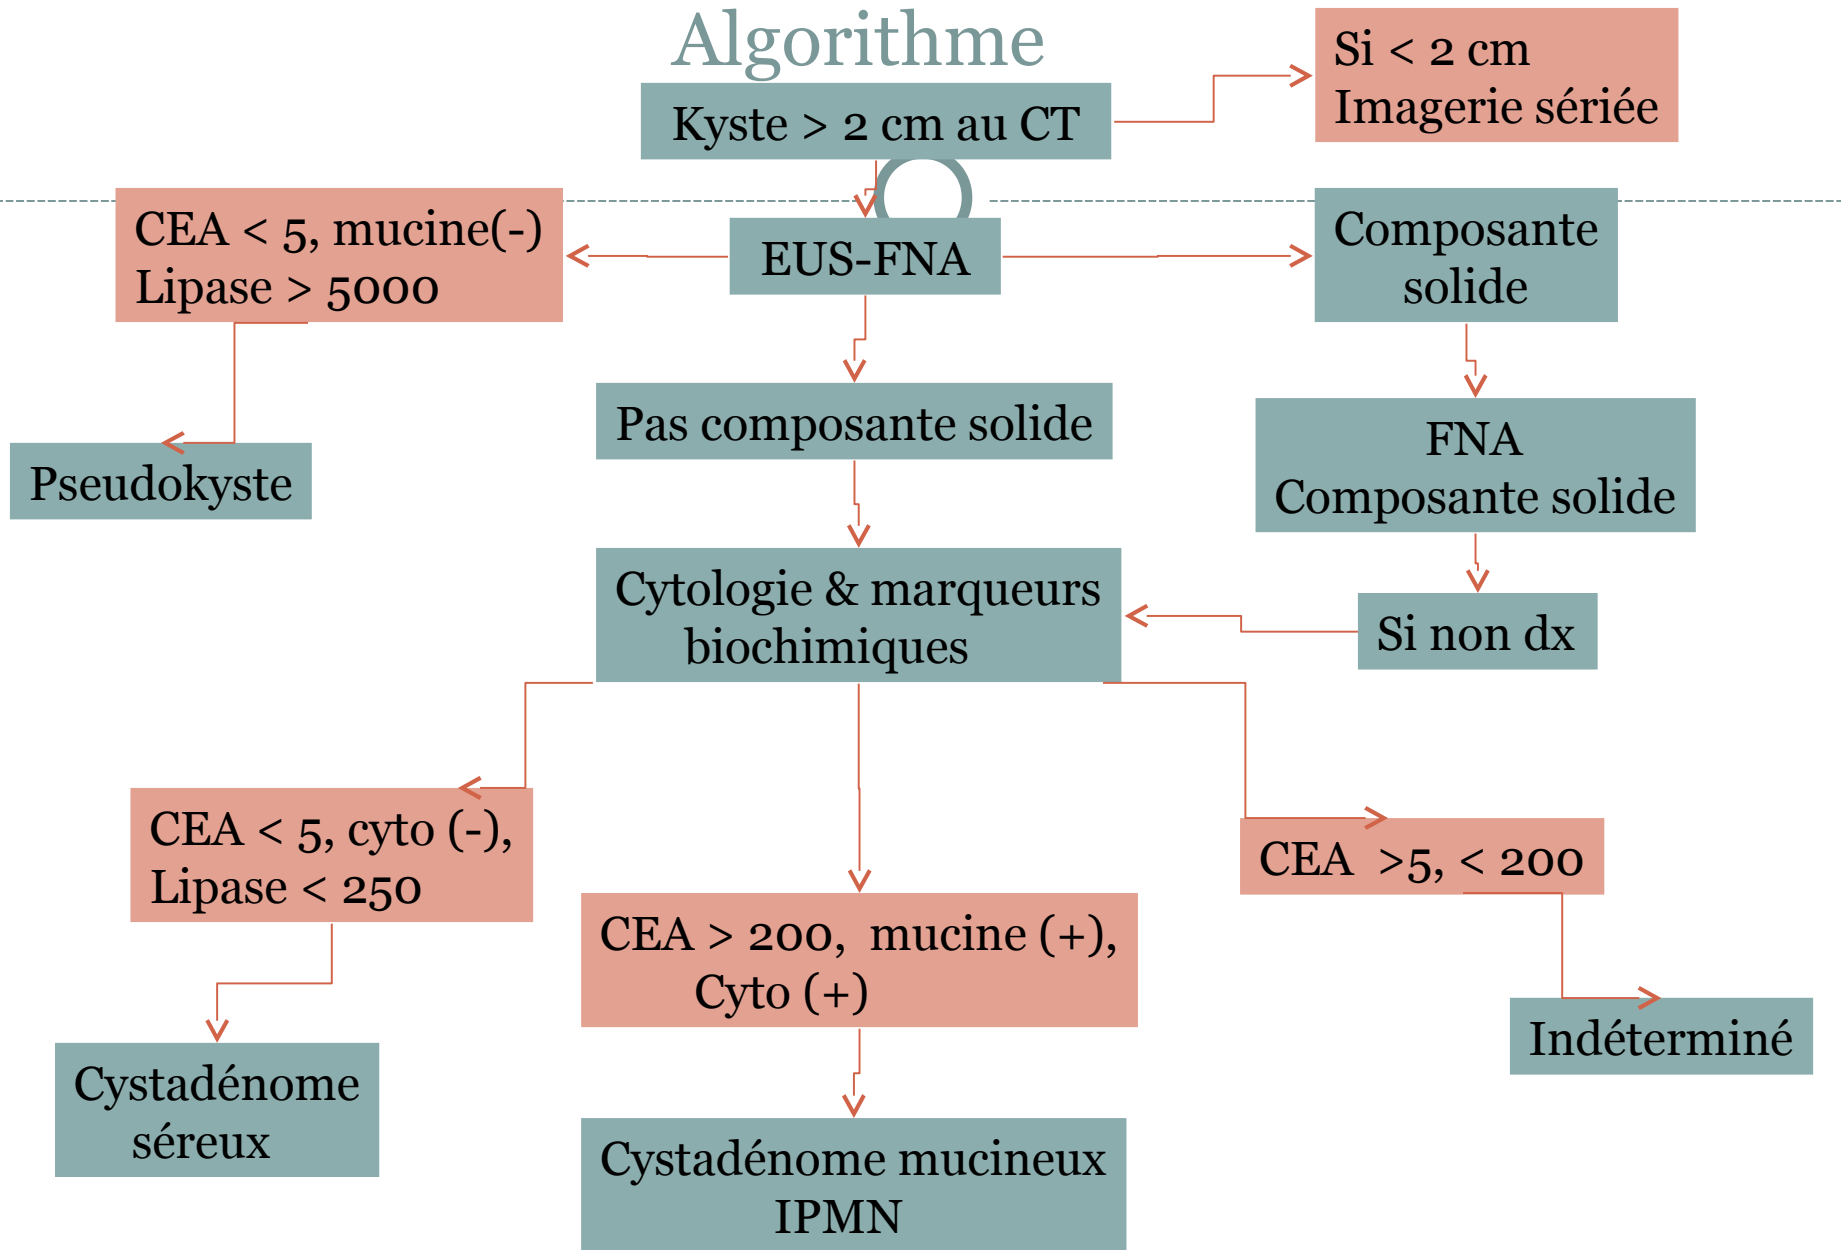 Algorithme
Si < 2 cm
Imagerie sériée
Kyste > 2 cm au CT
CEA < 5, mucine(-)
Lipase > 5000
EUS-FNA
Composante
solide
Pas composante solide
FNA
Composante solide
Pseudokyste
Cytologie & marqueurs
biochimiques
Si non dx
CEA < 5, cyto (-),
Lipase < 250
CEA >5, < 200
CEA > 200, mucine (+),
Cyto (+)
Indéterminé
Cystadénome
séreux
Cystadénome mucineux
IPMN